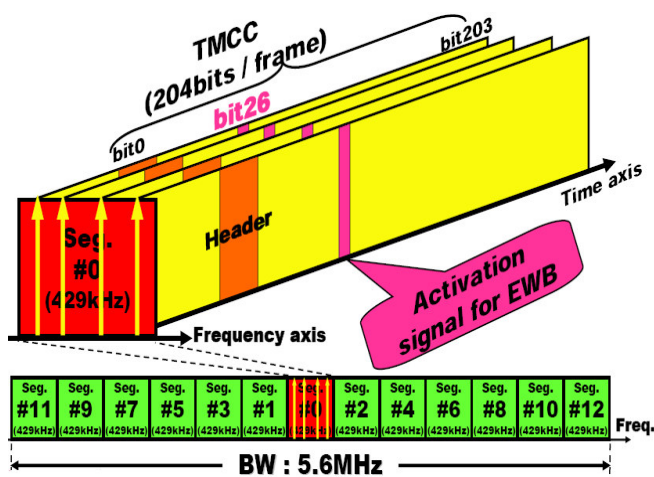 TMCC
(204bits / frame)
bit203
bit26
bit0
Header
Time axis
Seg.
#0
(429kHz)
Activation
signal for EWB
Frequency axis
Seg. Seg. Seg. Seg. Seg. Seg. Seg. Seg. Seg. Seg. Seg. Seg. Seg.
#11 #9 #7 #5 #3 #1 #0 #2 #4 #6 #8 #10 #12
(429kHz) (429kHz) (429kHz) (429kHz) (429kHz) (429kHz) (429kHz) (429kHz) (429kHz) (429kHz) (429kHz) (429kHz) (429kHz)
Freq.
BW : 5.6MHz